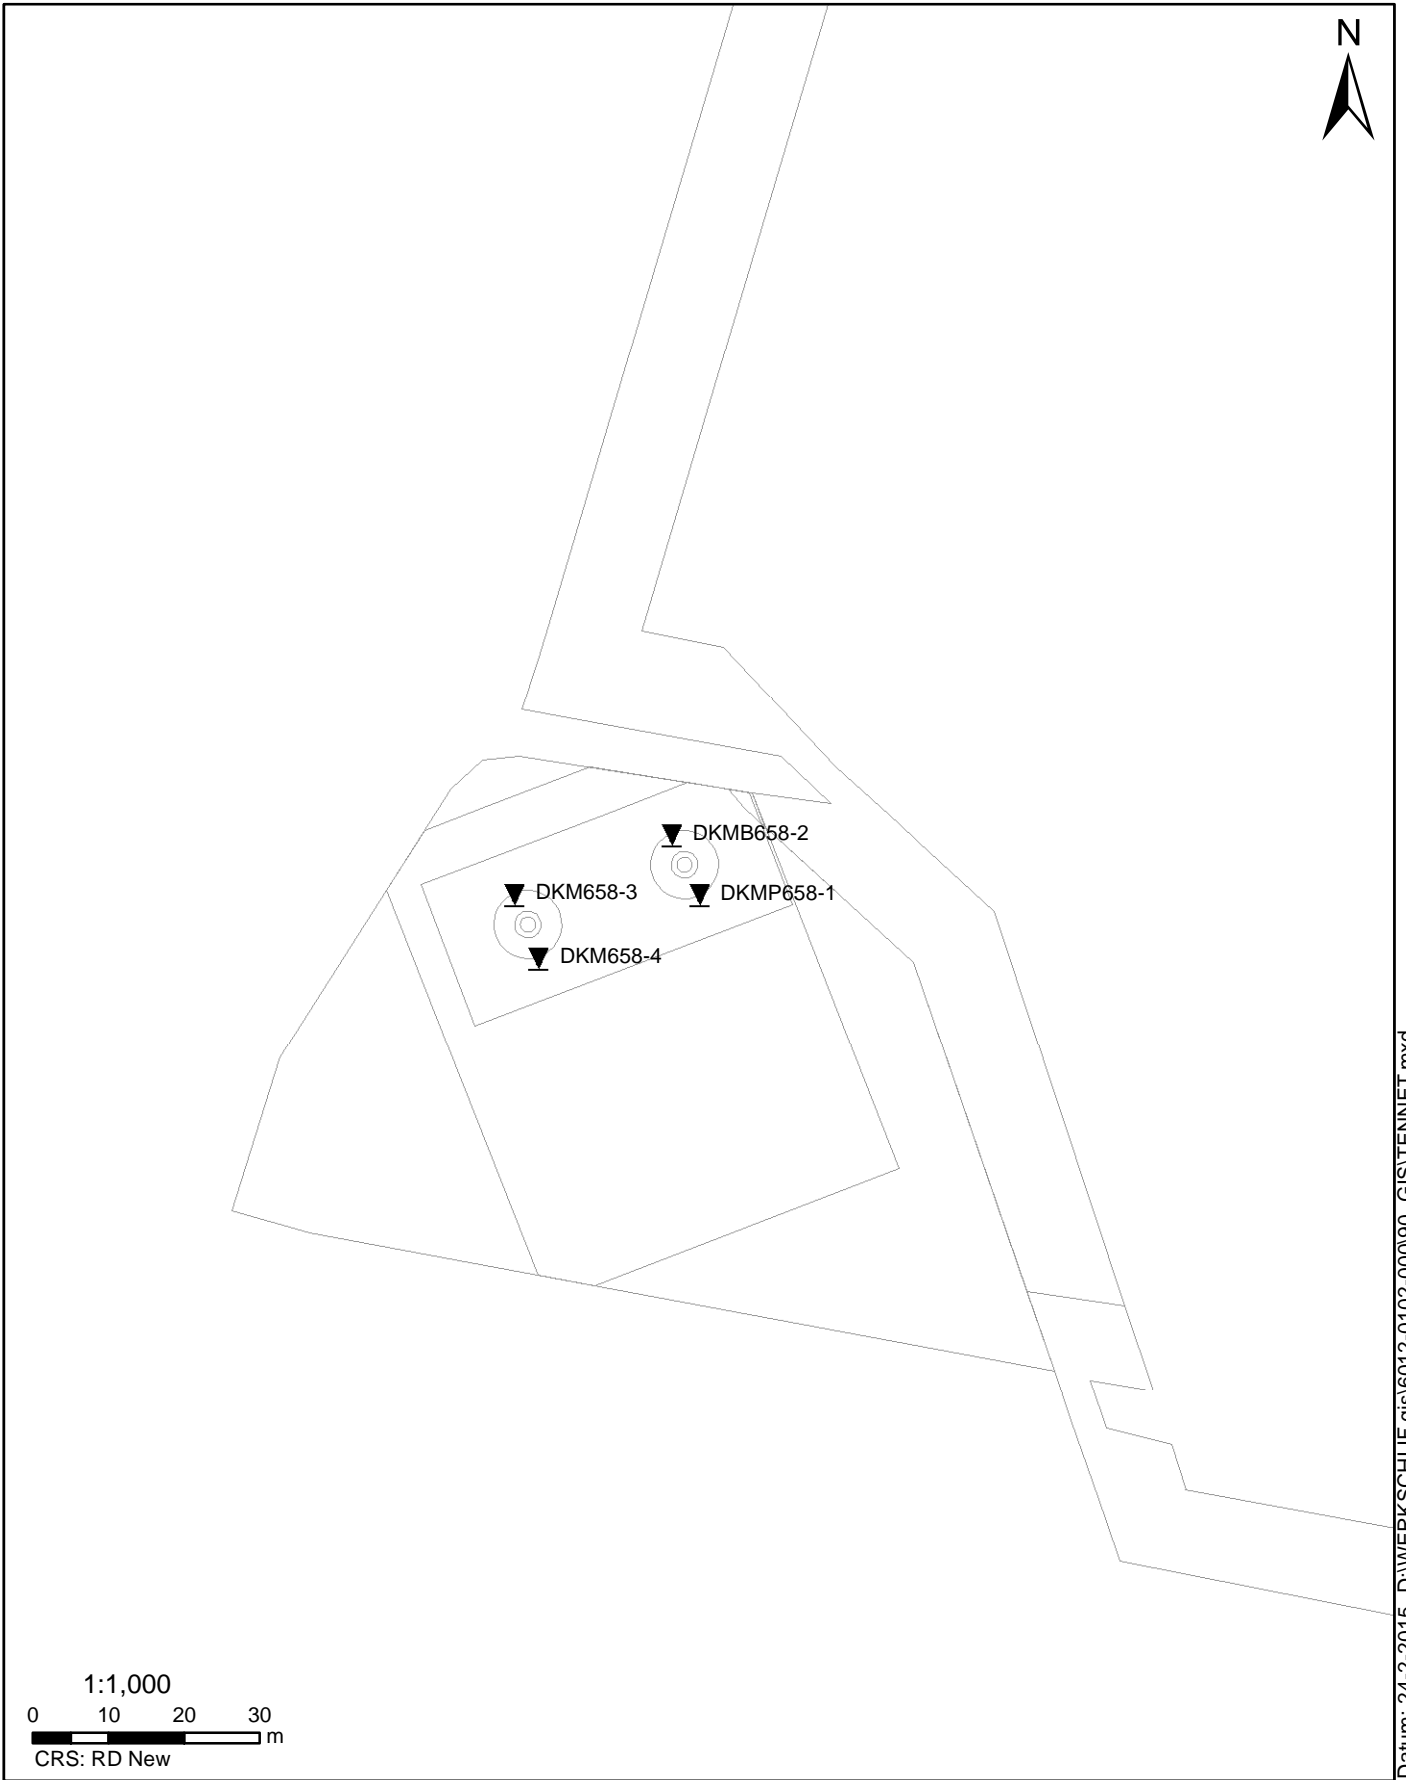 N
DKMB658-2
DKM658-3
DKMP658-1
DKM658-4
1:1,000
0 10 20 30
m
CRS: RD New
Datum: 24-2-2015 D:\WERKSCHIJF gis\6012-0102-000\90_GIS\TENNET.mxd